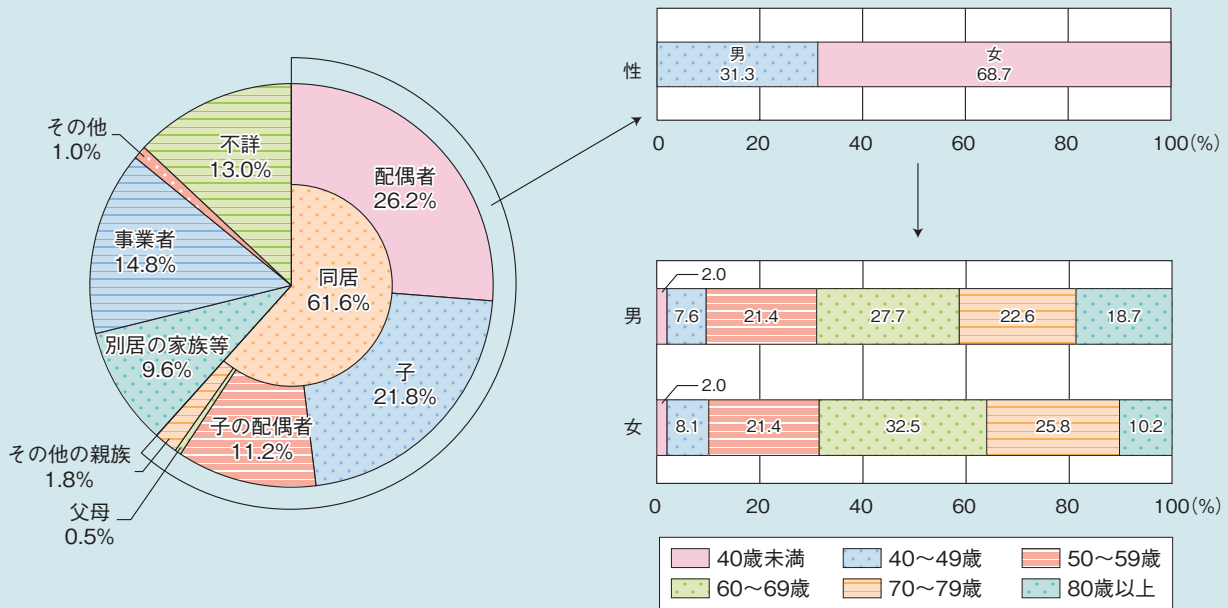 配偶者
26.2%
子
21.8%
子の配偶者
11.2%
父母
0.5%
その他の親族
1.8%
別居の家族等
9.6%
事業者
14.8%
その他
1.0%
不詳
13.0%
同居
61.6%
性
男
31.3
女
68.7
0 20 40 60 80 100(%)
男
2.0
7.6 21.4 27.7 22.6 18.7
女
2.0
8.1 21.4 32.5 25.8 10.2
0 20 40 60 80 100(%)
40歳未満 40～49歳 50～59歳
60～69歳 70～79歳 80歳以上